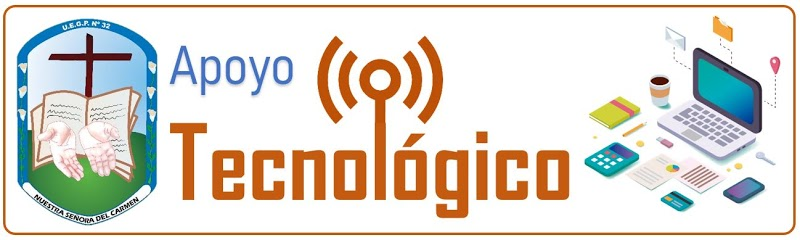 U.E.G.P. Nº 32
NUESTRA SEÑORA DEL CARMEN
Apoyo
Tecnológico